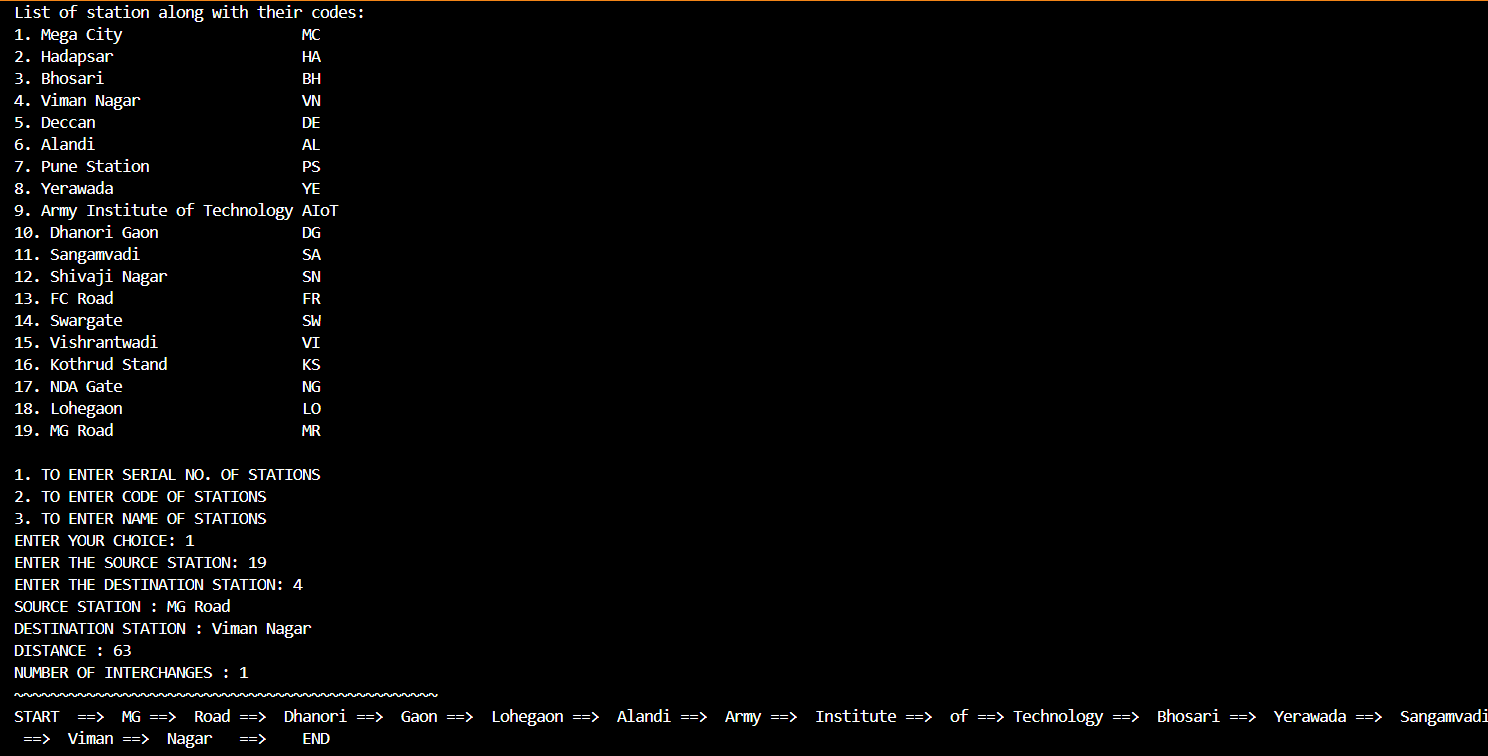 List of station along with their codes:
1. Mega City MC
2. Hadapsar HA
3. Bhosari BH
4. Viman Nagar VN
5. Deccan DE
6. Alandi AL
7. Pune Station PS
8. Yerawada YE
9. Army Institute of Technology AIoT
10. Dhanori Gaon DG
11. Sangamvadi SA
12. Shivaji Nagar SN
13. FC Road FR
14. Swargate SW
15. Vishrantwadi VI
16. Kothrud Stand KS
17. NDA Gate NG
18. Lohegaon LO
19. MG Road MR
1. TO ENTER SERIAL NO. OF STATIONS
2. TO ENTER CODE OF STATIONS
3. TO ENTER NAME OF STATIONS
ENTER YOUR CHOICE: 1
ENTER THE SOURCE STATION: 19
ENTER THE DESTINATION STATION: 4
SOURCE STATION : MG Road
DESTINATION STATION : Viman Nagar
DISTANCE : 63
NUMBER OF INTERCHANGES : 1
~~~~~~~~~~~~~~~~~~~~~~~~~~~~~~~~~~~~~~~~~~~~~~~
START ==> MG ==> Road ==> Dhanori ==> Gaon ==> Lohegaon ==> Alandi ==> Army ==> Institute ==> of ==> Technology ==> Bhosari ==> Yerawada ==> Sangamvadi
==> Viman ==> Nagar ==> END